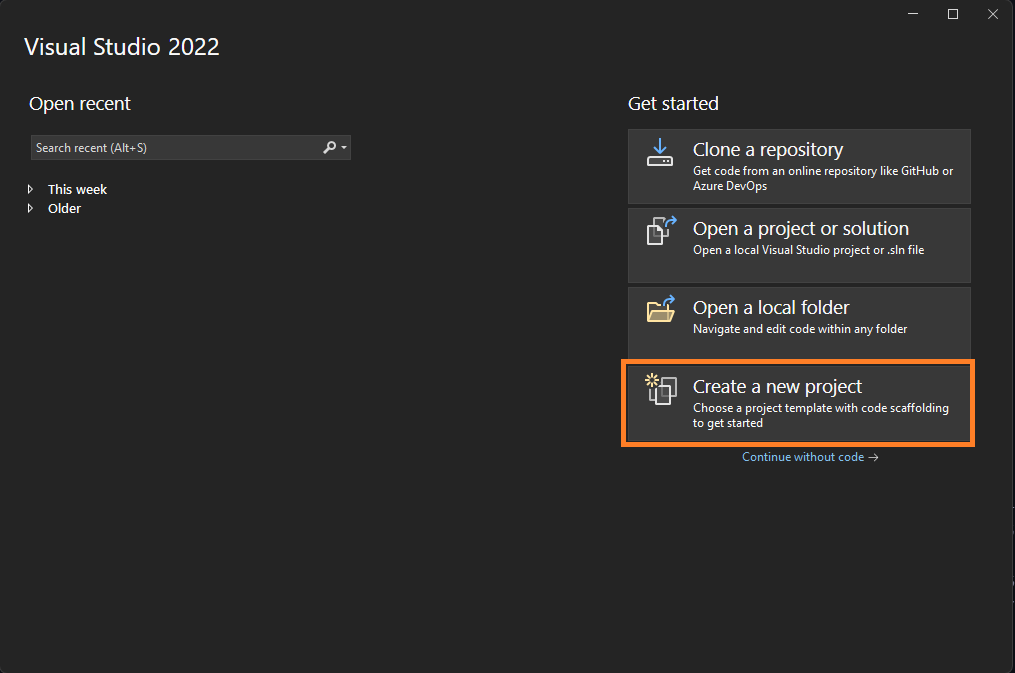 Visual Studio 2022
Open recent
Search recent (Alt+S)
This week
Older
Get started
Clone a repository
Get code from an online repository like GitHub or
Azure DevOps
Open a project or solution
Open a local Visual Studio project or .sln file
Open a local folder
Navigate and edit code within any folder
Create a new project
Choose a project template with code scaffolding
to get started
Continue without code →